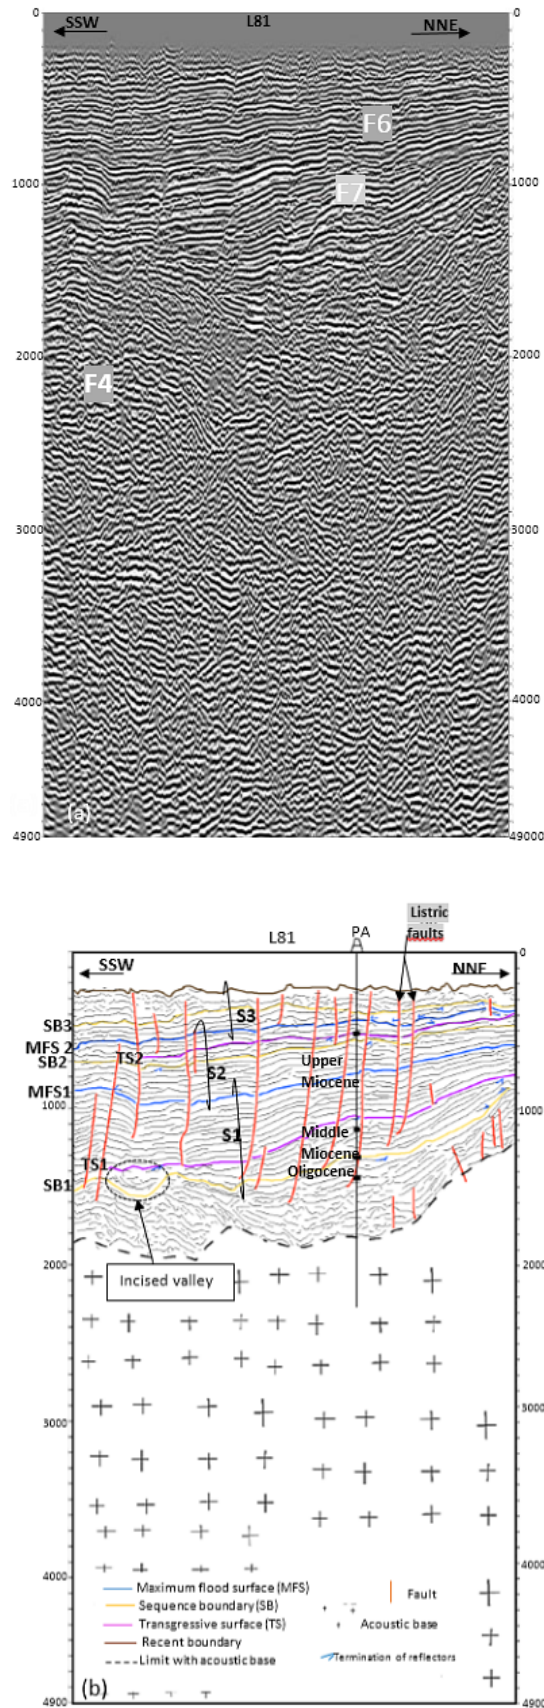 L81
SSW
NNE
0
0
F6
F7
1000
1000
2000
2000
F4
3000
3000
4000
4000
(a)
4900
49000
Listric
faults
L81
PA
SSW
NNE
0
SB3
S3
MFS 2
TS2
SB2
Upper
S2
Miocene
MFS1
1000
1000
S1
Middle
TS1
Miocene
Oligocene
SB1
2000
2000
Incised valley
3000
3000
4000
4000
Maximum flood surface (MFS)
Sequence boundary (SB)
Transgressive surface (TS)
Recent boundary
Limit with acoustic base
Fault
Acoustic base
Termination of reflectors
(b)
4900
4900